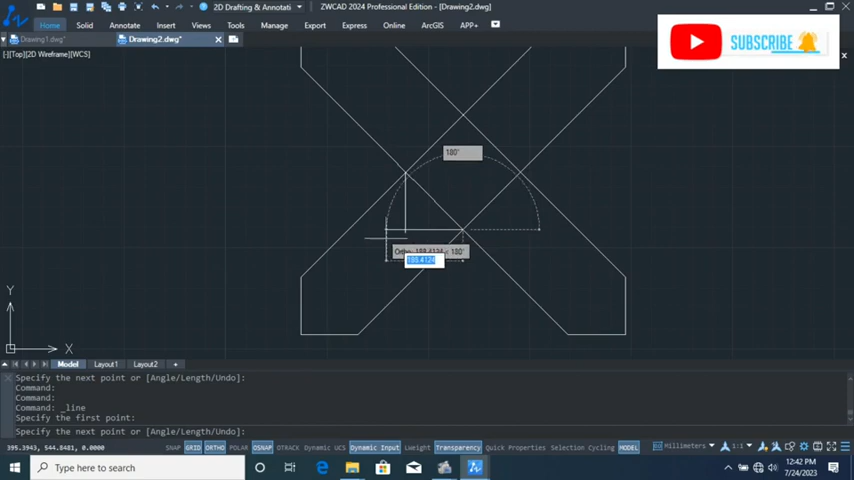 2D Drafting & Annotati
ZWCAD 2024 Professional Edition - [Drawing2.dwg*]
Home Solid Annotate Insert Views Tools Manage Export Express Online ArcGIS APP+
Drawing1.dwg* Drawing2.dwg*
SUBSCRIBE
[-][Top][2D Wireframe][WCS]
180°
Ortho: 188.4124 < 180°
188.4124
Y
X
Model Layout1 Layout2 +
Specify the next point or [Angle/Length/Undo]:
Command:
Command:
Command: _line
Specify the first point:
Specify the next point or [Angle/Length/Undo]:
395.3943, 544.8481, 0.0000 SNAP GRID ORTHO POLAR OSNAP OTRACK Dynamic UCS Dynamic Input Lweight Transparency Quick Properties Selection Cycling MODEL Millimeters 1:1
Type here to search
12:42 PM
7/24/2023